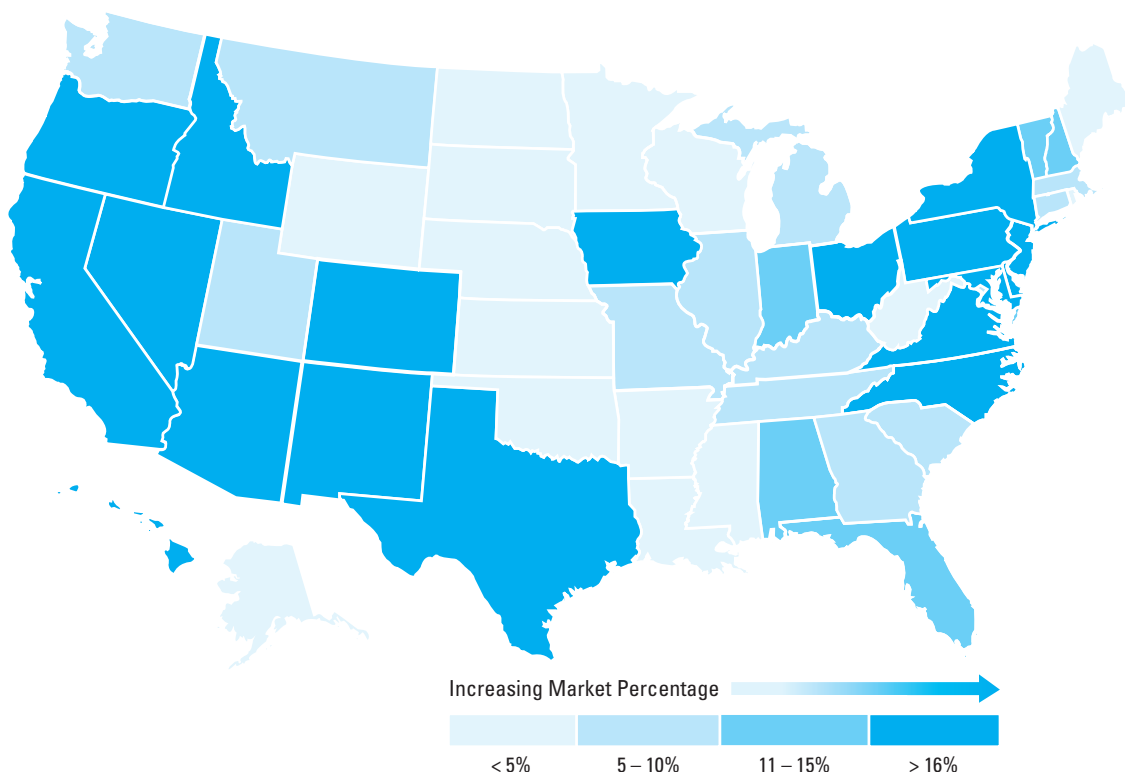 Increasing Market Percentage
< 5% 5 – 10% 11 – 15% > 16%